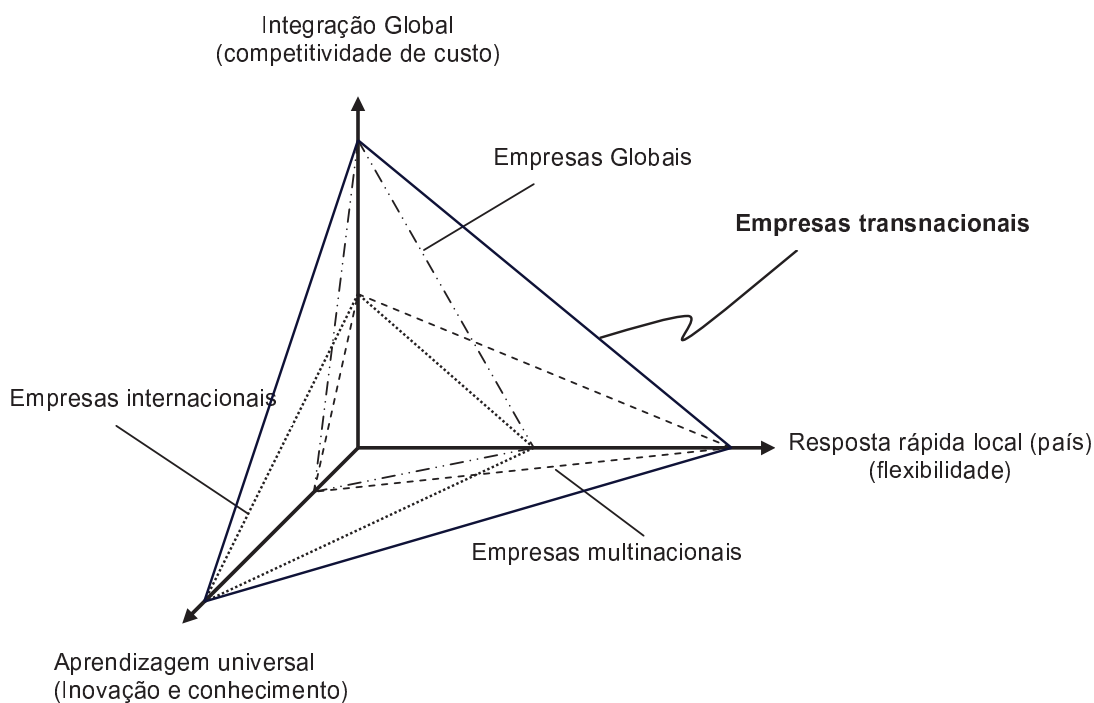 Integração Global
(competitividade de custo)
Empresas Globais
Empresas transnacionais
Empresas internacionais
Resposta rápida local (país)
(flexibilidade)
Empresas multinacionais
Aprendizagem universal
(Inovação e conhecimento)